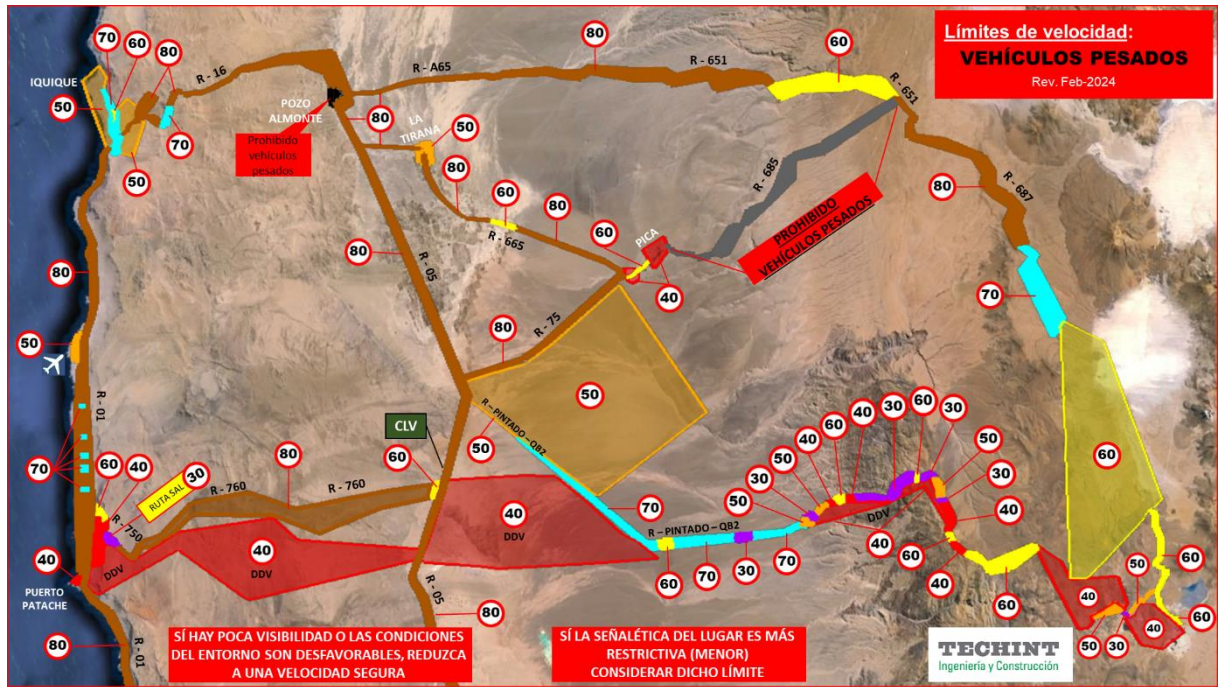 Límites de velocidad:
VEHÍCULOS PESADOS
Rev. Feb-2024
70
60
80
R - 16
80
R - A65
R - 651
60
R - 651
IQUIQUE
50
POZO
ALMONTE
LA
TIRANA
50
80
70
50
Prohibido
vehículos
pesados
80
60
80
R - 685
80
R - 687
R - 665
60
PICA
PROHIBIDO
VEHÍCULOS PESADOS
80
80
R - 05
40
70
50
R - 75
80
R - 01
50
R – PINTADO – QB2
CLV
50
60
40
50
60
40
30
60
30
50
30
70
60
40
RUTA SAL
30
80
R - 760
R - 760
60
R - 750
40
DDV
70
30
50
DDV
40
R – PINTADO – QB2
40
DDV
60
70
30
70
40
60
40
60
40
DDV
PUERTO
PATACHE
R - 05
80
80
R - 01
40
50
60
40
60
50
30
SÍ HAY POCA VISIBILIDAD O LAS CONDICIONES
DEL ENTORNO SON DESFAVORABLES, REDUZCA
A UNA VELOCIDAD SEGURA
SÍ LA SEÑALÉTICA DEL LUGAR ES MÁS
RESTRICTIVA (MENOR)
CONSIDERAR DICHO LÍMITE
TECHINT
Ingeniería y Construcción